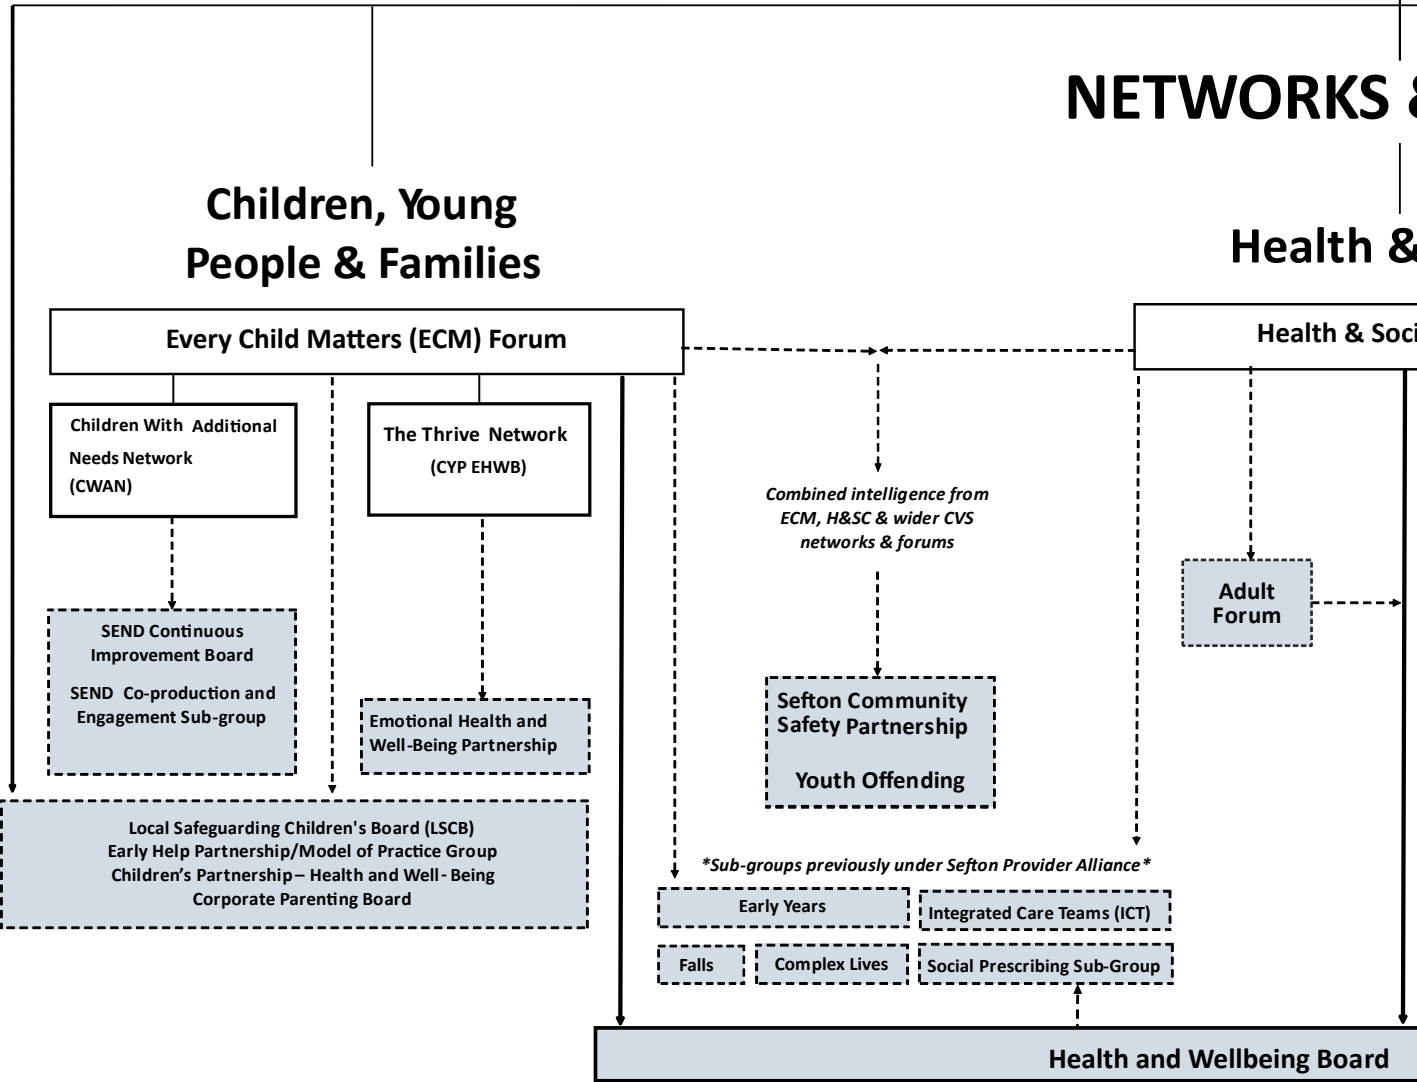 NETWORKS &
Children, Young
People & Families
Health &
Every Child Matters (ECM) Forum
Health & Soci
Children With Additional
Needs Network
(CWAN)
The Thrive Network
(CYP EHWB)
Combined intelligence from
ECM, H&SC & wider CVS
networks & forums
Adult
Forum
SEND Continuous
Improvement Board
SEND Co-production and
Engagement Sub-group
Emotional Health and
Well-Being Partnership
Sefton Community
Safety Partnership
Youth Offending
Local Safeguarding Children's Board (LSCB)
Early Help Partnership/Model of Practice Group
Children’s Partnership – Health and Well- Being
Corporate Parenting Board
*Sub-groups previously under Sefton Provider Alliance*
Early Years
Integrated Care Teams (ICT)
Falls
Complex Lives
Social Prescribing Sub-Group
Health and Wellbeing Board